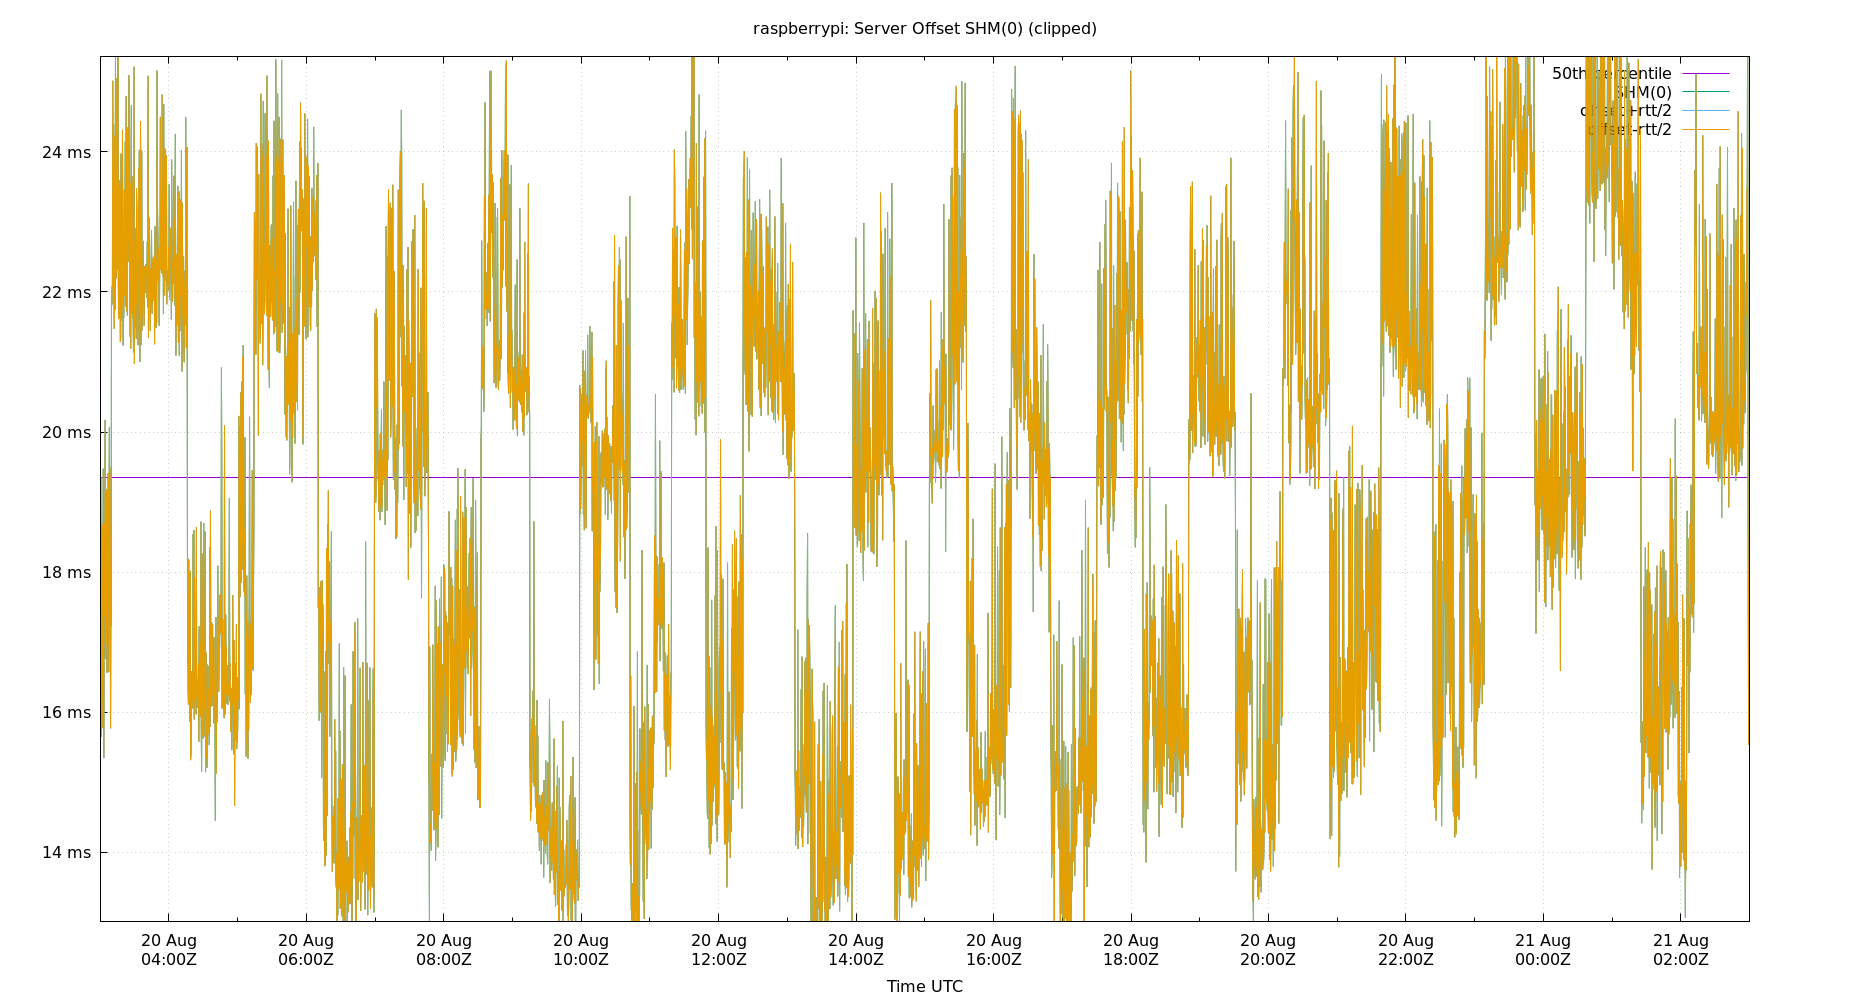 raspberrypi: Server Offset SHM(0) (clipped)
50th percentile
SHM(0)
offset+rtt/2
offset-rtt/2
24 ms
22 ms
20 ms
18 ms
16 ms
14 ms
20 Aug 20 Aug 20 Aug 20 Aug 20 Aug 20 Aug 20 Aug 20 Aug 20 Aug 20 Aug 21 Aug 21 Aug
04:00Z 06:00Z 08:00Z 10:00Z 12:00Z 14:00Z 16:00Z 18:00Z 20:00Z 22:00Z 00:00Z 02:00Z
Time UTC